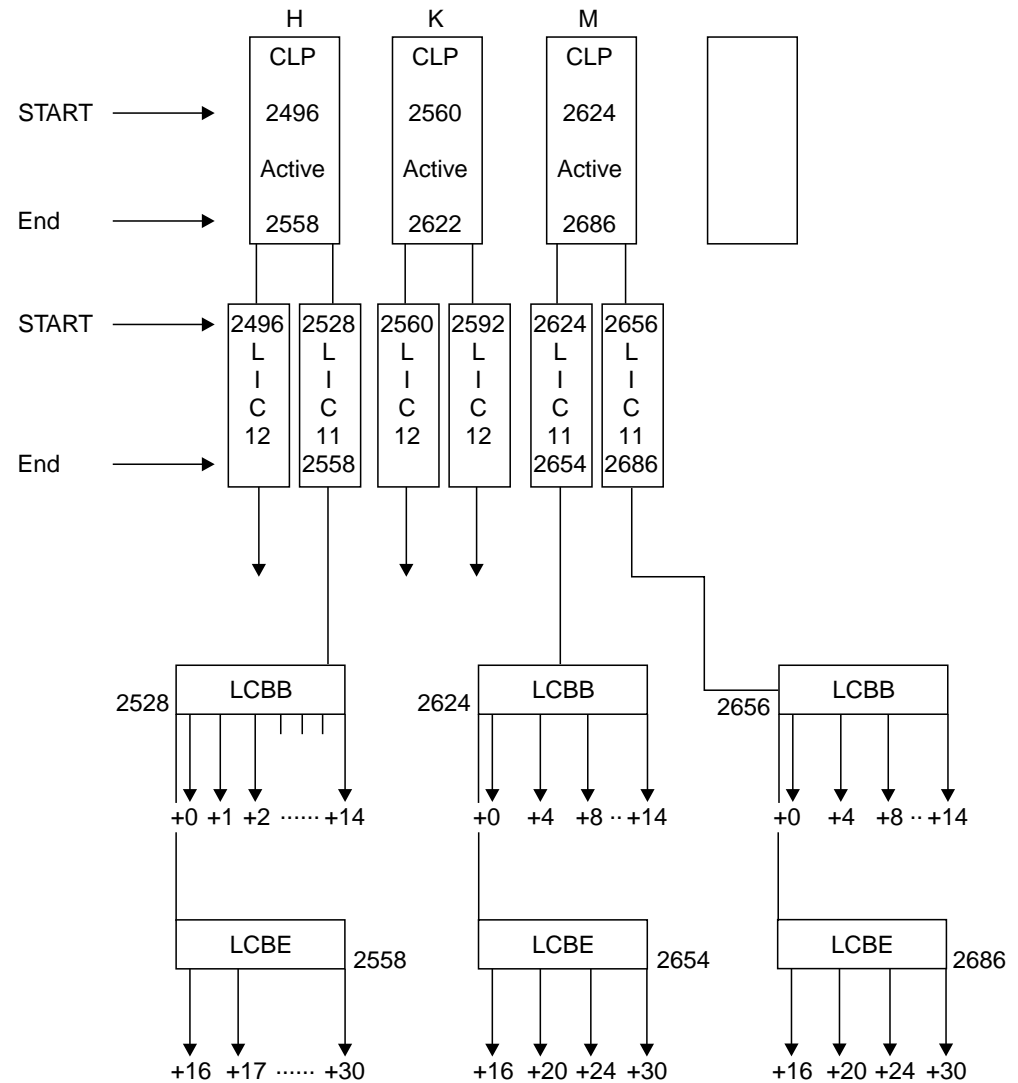 H K M
CLP CLP CLP
START 2496 2560 2624
Active Active Active
End 2558 2622 2686
START 2496 2528 2560 2592 2624 2656
L L L L L L
I I I I I I
C C C C C C
12 11 12 12 11 11
End 2558 2654 2686
LCBB LCBB LCBB
2528 2624 2656
+0 +1 +2 ...... +14 +0 +4 +8 .. +14 +0 +4 +8 .. +14
LCBE LCBE LCBE
2558 2654 2686
+16 +17 ...... +30 +16 +20 +24 +30 +16 +20 +24 +30